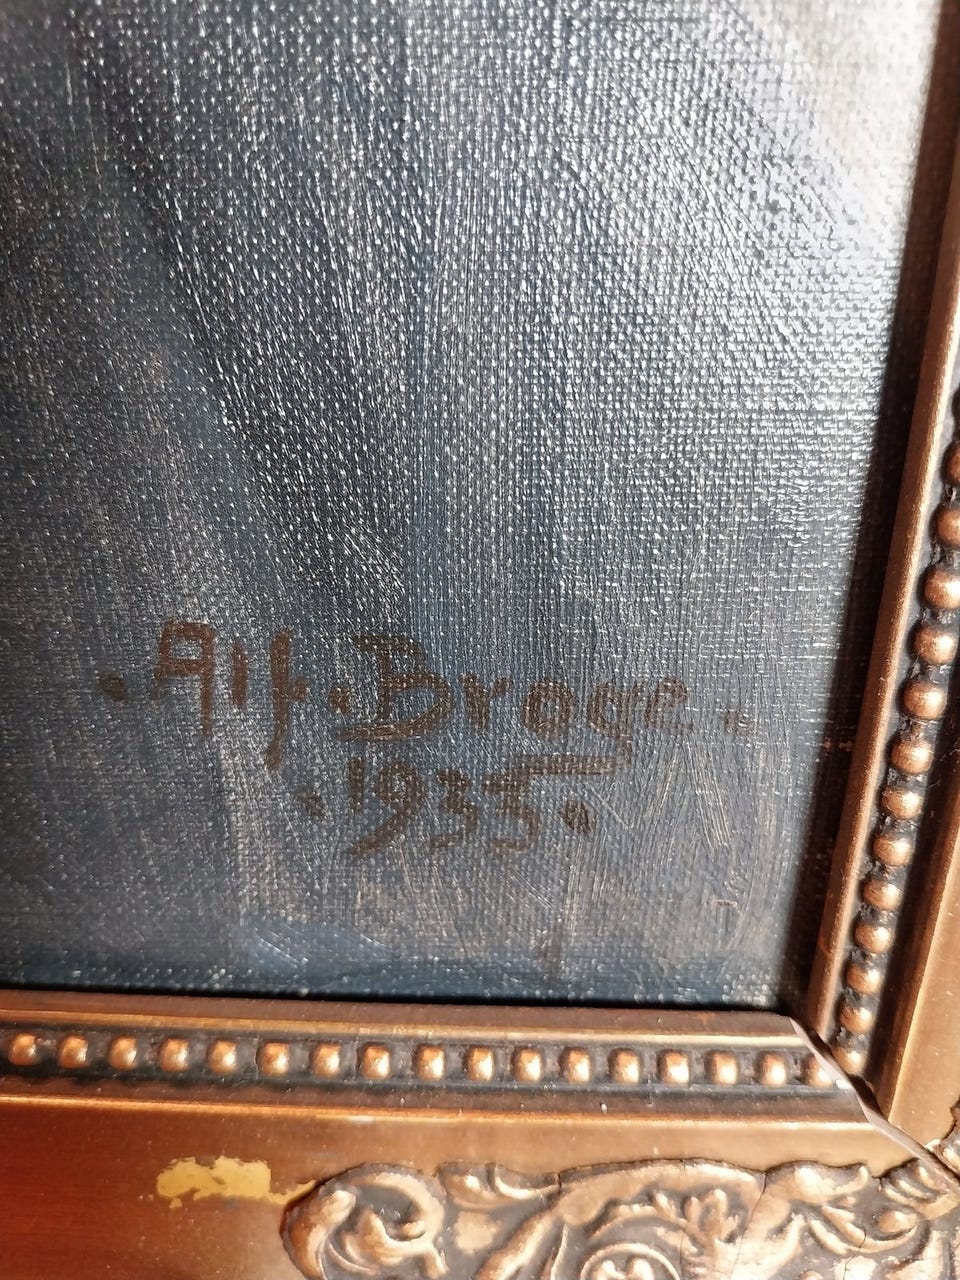 . Alf. Broge.
. 1935.